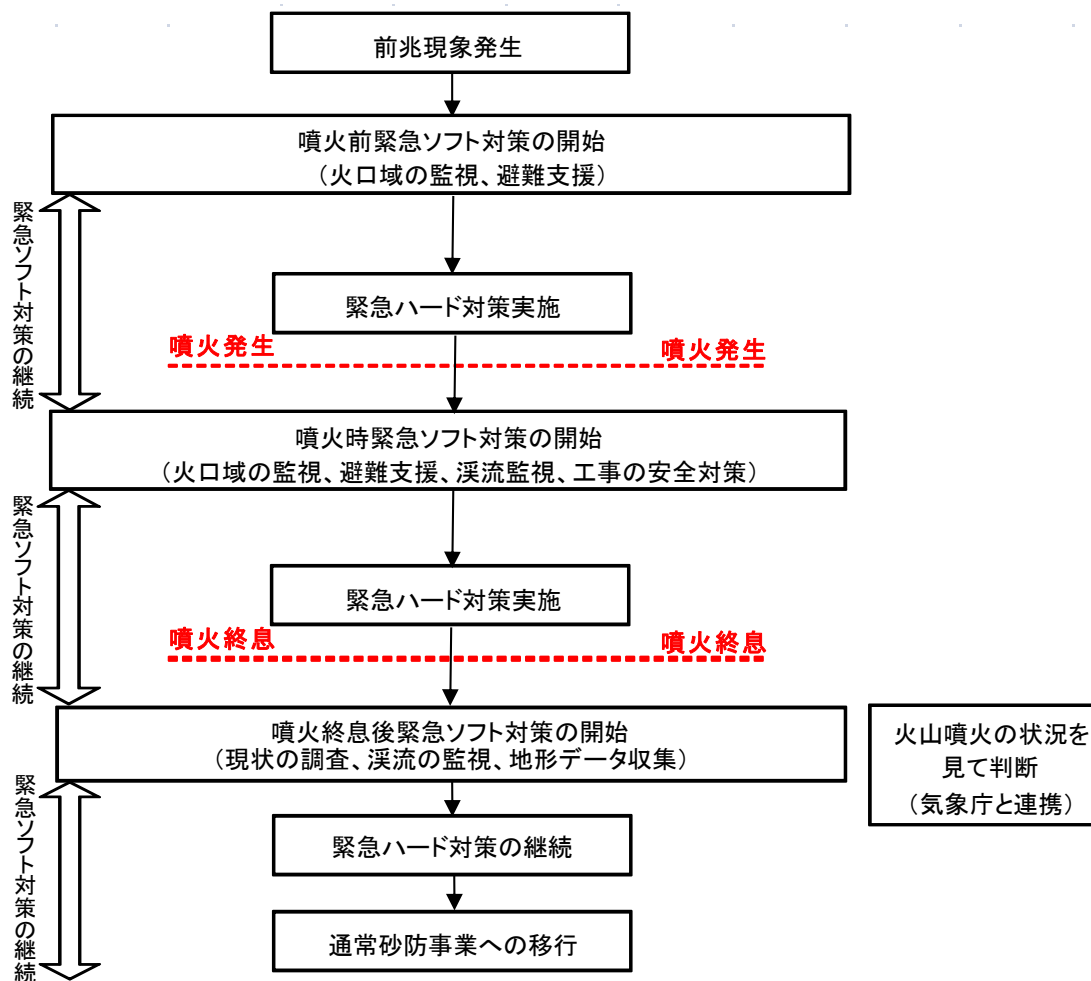 前兆現象発生
噴火前緊急ソフト対策の開始
（火口域の監視、避難支援）
緊急ソフト対策の継続
緊急ハード対策実施
噴火発生
噴火発生
噴火時緊急ソフト対策の開始
（火口域の監視、避難支援、渓流監視、工事の安全対策）
緊急ソフト対策の継続
緊急ハード対策実施
噴火終息
噴火終息
噴火終息後緊急ソフト対策の開始
（現状の調査、渓流の監視、地形データ収集）
火山噴火の状況を
見て判断
（気象庁と連携）
緊急ソフト対策の継続
緊急ハード対策の継続
通常砂防事業への移行